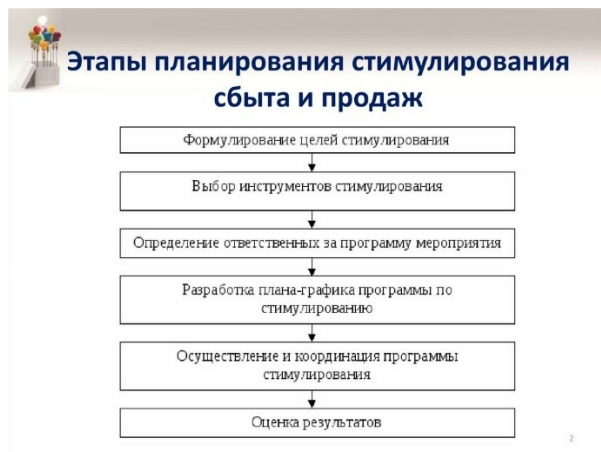 Этапы планирования стимулирования
сбыта и продаж
Формулирование целей стимулирования
Выбор инструментов стимулирования
Определение ответственных за программу мероприятия
Разработка плана-графика программы по
стимулированию
Осуществление и координация программы
стимулирования
Оценка результатов
2